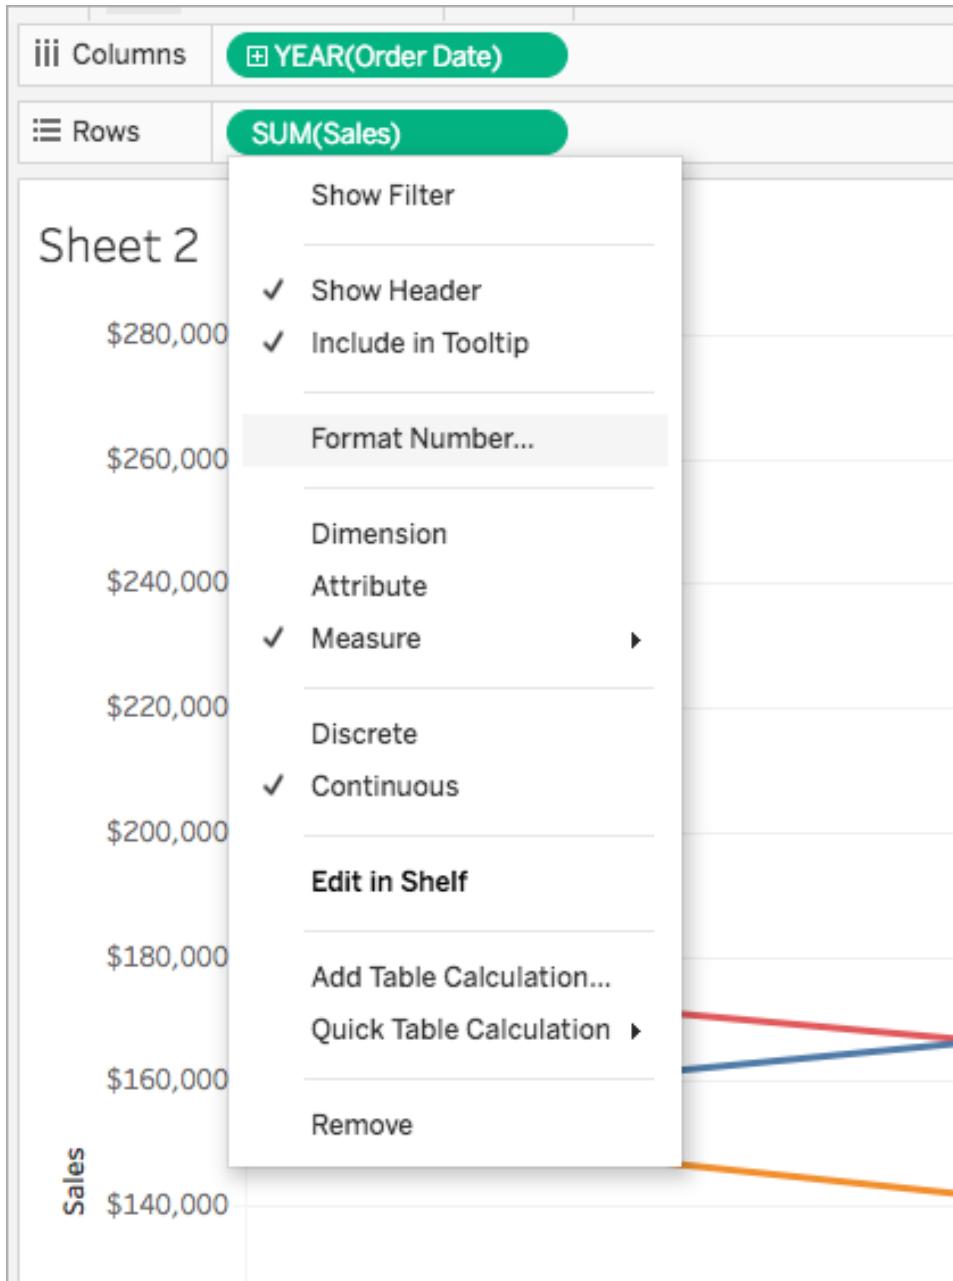 Columns
YEAR(Order Date)
Rows
SUM(Sales)
Sheet 2
Show Filter
Show Header
Include in Tooltip
Format Number...
Dimension
Attribute
Measure
Discrete
Continuous
Edit in Shelf
Add Table Calculation...
Quick Table Calculation
Remove
$280,000
$260,000
$240,000
$220,000
$200,000
$180,000
$160,000
$140,000
Sales